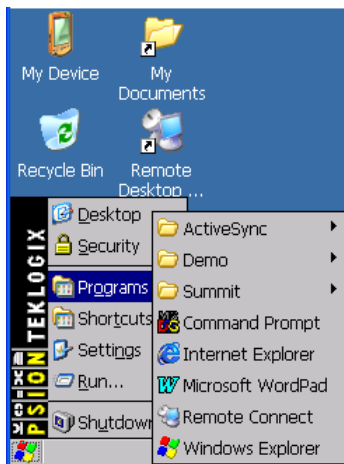 My Device
My
Documents
Recycle Bin
Remote
Desktop ...
PSION TEKLOGIX
Desktop
Security
Programs
Shortcuts
Settings
Run...
Shutdown
ActiveSync
Demo
Summit
Command Prompt
Internet Explorer
Microsoft WordPad
Remote Connect
Windows Explorer